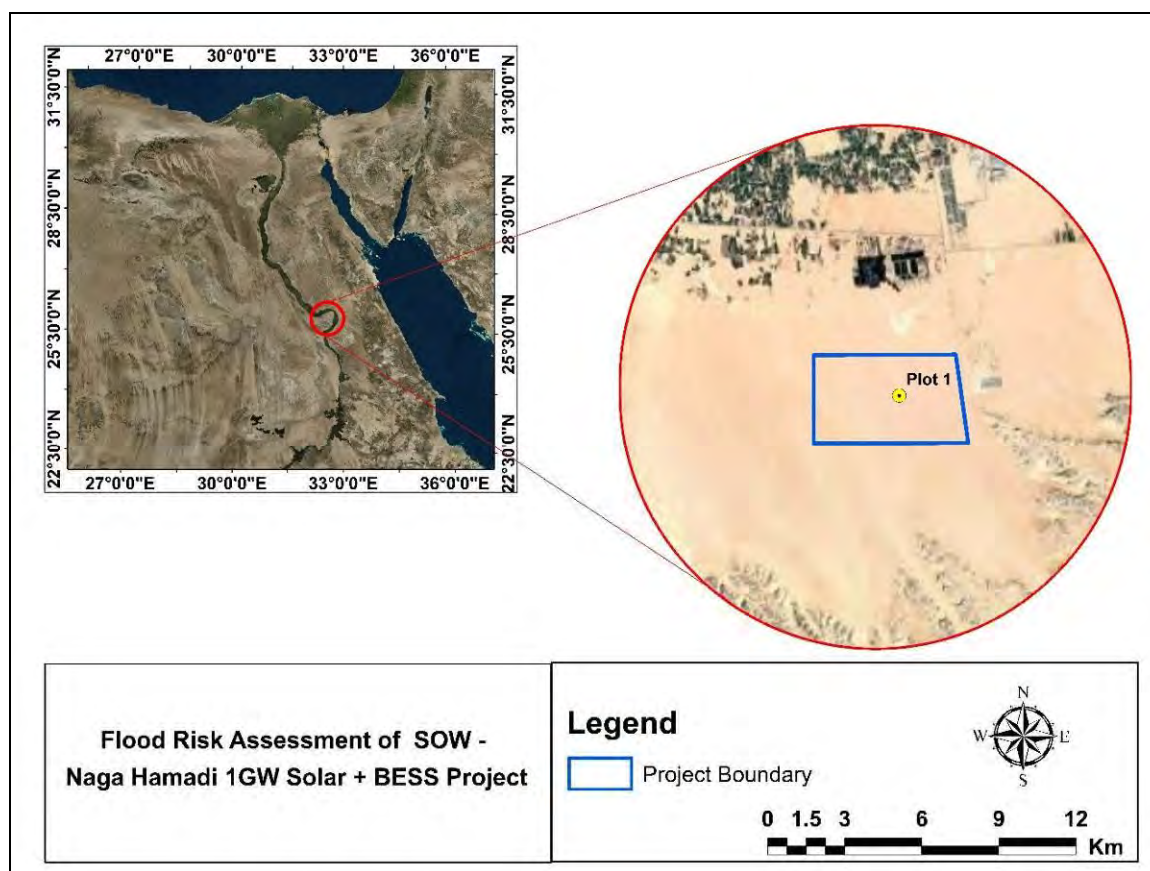 27°0'0"E 30°0'0"E 33°0'0"E 36°0'0"E
31°30'0"N 28°30'0"N 25°30'0"N 22°30'0"N
31°30'0"N 28°30'0"N 25°30'0"N 22°30'0"N
27°0'0"E 30°0'0"E 33°0'0"E 36°0'0"E
Plot 1
Flood Risk Assessment of SOW -
Naga Hamadi 1GW Solar + BESS Project
Legend
Project Boundary
N
W E
S
0 1.5 3 6 9 12
Km